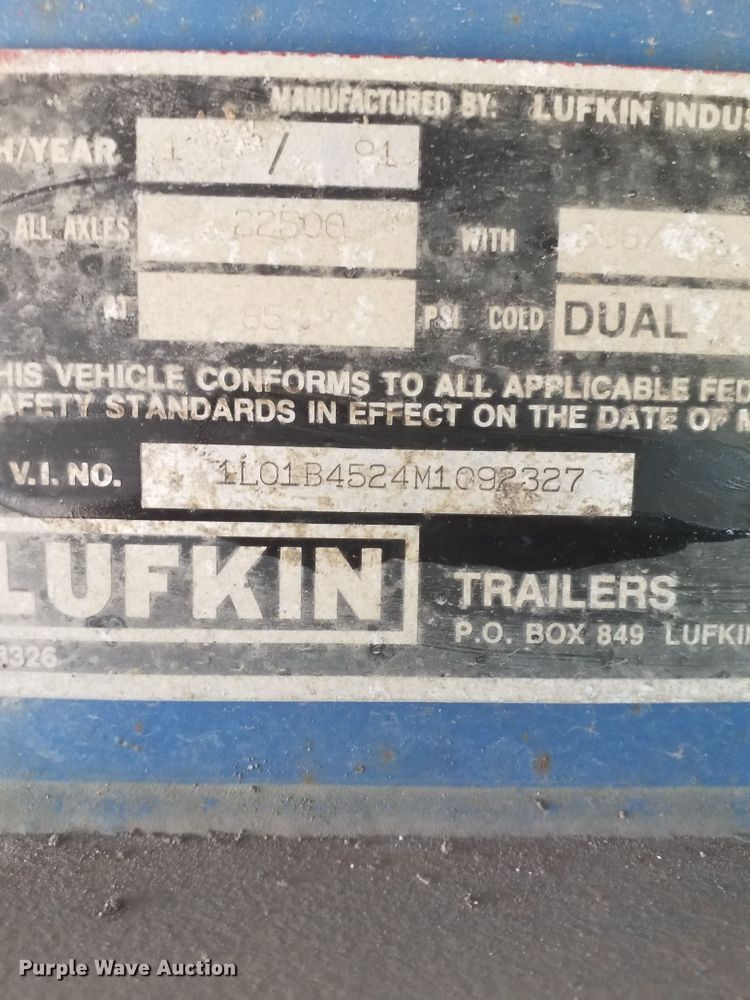 MANUFACTURED BY: LUFKIN INDUS
H/YEAR 1 / 91
ALL AXLES 22500 WITH
AT PSI COLD DUAL
HIS VEHICLE CONFORMS TO ALL APPLICABLE FED
AFETY STANDARDS IN EFFECT ON THE DATE OF M
V.I. NO. 1L01B4524M1092327
LUFKIN TRAILERS
P.O. BOX 849 LUFKI
326
Purple Wave Auction